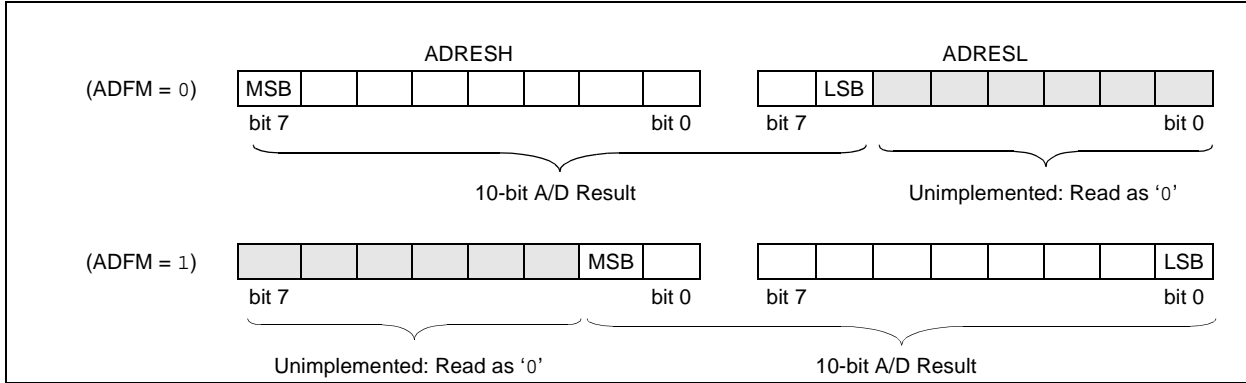 ADRESH ADRESL
(ADFM = 0) MSB LSB
bit 7 bit 0 bit 7 bit 0
10-bit A/D Result Unimplemented: Read as ‘0’
(ADFM = 1) MSB LSB
bit 7 bit 0 bit 7 bit 0
Unimplemented: Read as ‘0’ 10-bit A/D Result